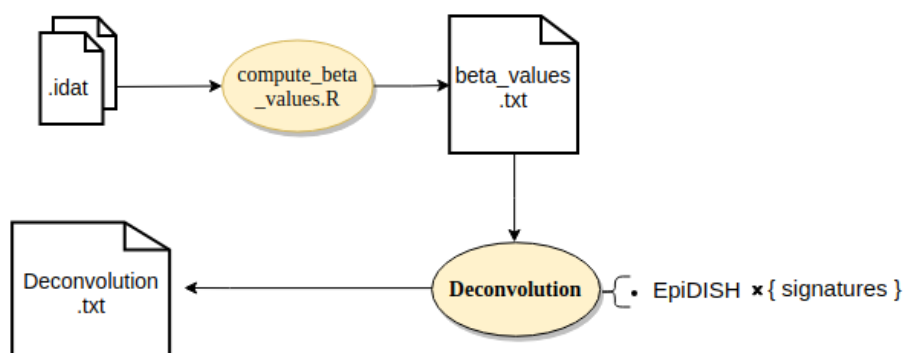 .idat
compute_beta
_values.R
beta_values
.txt
Deconvolution
.txt
Deconvolution
• EpiDISH × { signatures }